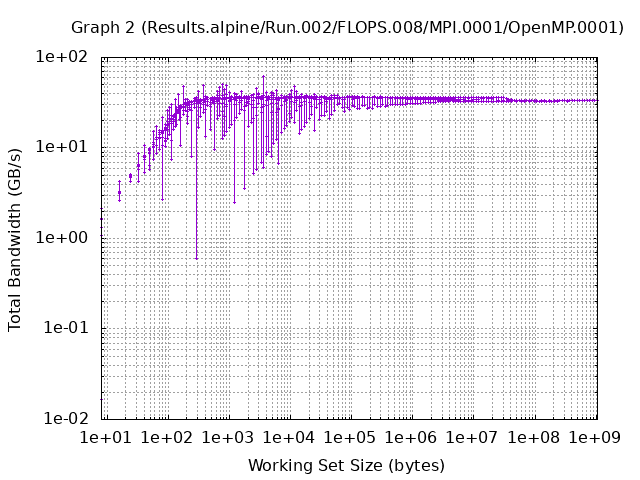 Graph 2 (Results.alpine/Run.002/FLOPS.008/MPI.0001/OpenMP.0001)
Total Bandwidth (GB/s)
1e+02
1e+01
1e+00
1e-01
1e-02
1e+01 1e+02 1e+03 1e+04 1e+05 1e+06 1e+07 1e+08 1e+09
Working Set Size (bytes)